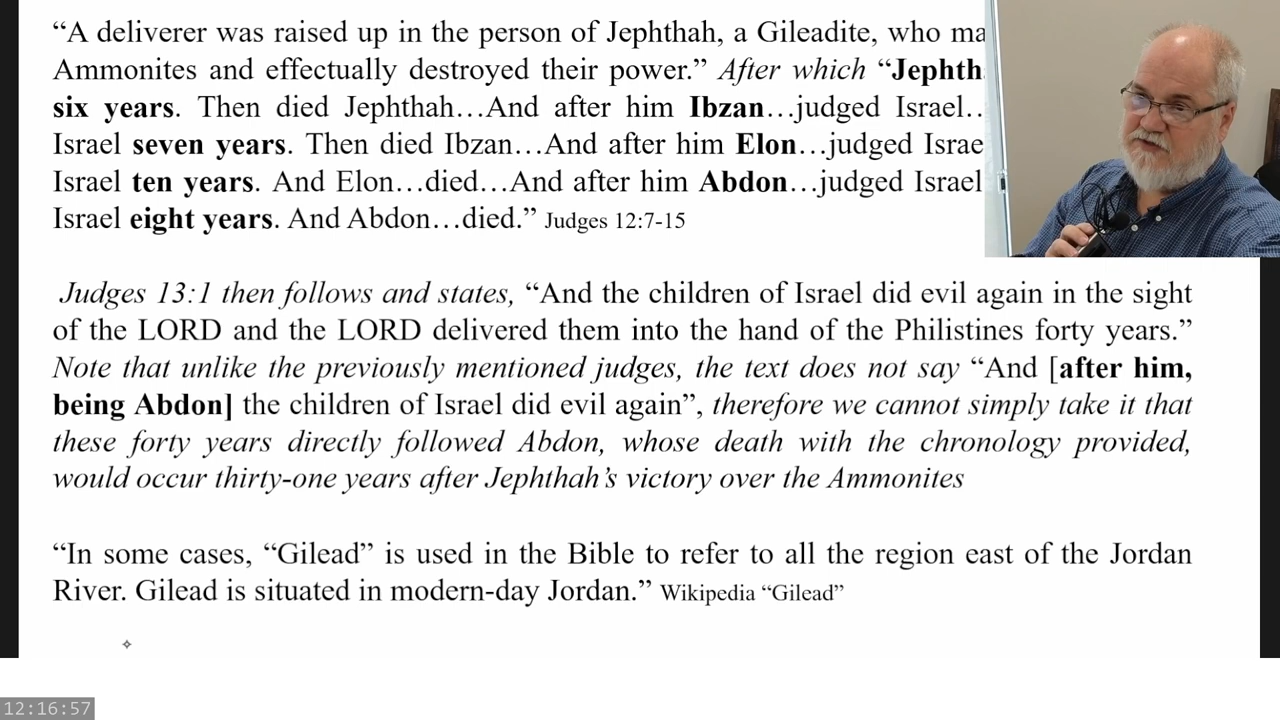 “A deliverer was raised up in the person of Jephthah, a Gileadite, who
Ammonites and effectually destroyed their power.” After which
six years. Then died Jephthah…And after him Ibzan…judged Israel…
Israel seven years. Then died Ibzan…And after him Elon…judged
Israel ten years. And Elon…died…And after him Abdon…judged Israel
Israel eight years. And Abdon…died.” Judges 12:7-15
Judges 13:1 then follows and states, “And the children of Israel did evil again in the sight
of the LORD and the LORD delivered them into the hand of the Philistines forty years.”
Note that unlike the previously mentioned judges, the text does not say “And [after him,
being Abdon] the children of Israel did evil again”, therefore we cannot simply take it that
these forty years directly followed Abdon, whose death with the chronology provided,
would occur thirty-one years after Jephthah’s victory over the Ammonites
“In some cases, “Gilead” is used in the Bible to refer to all the region east of the Jordan
River. Gilead is situated in modern-day Jordan.” Wikipedia “Gilead”
12:16:57